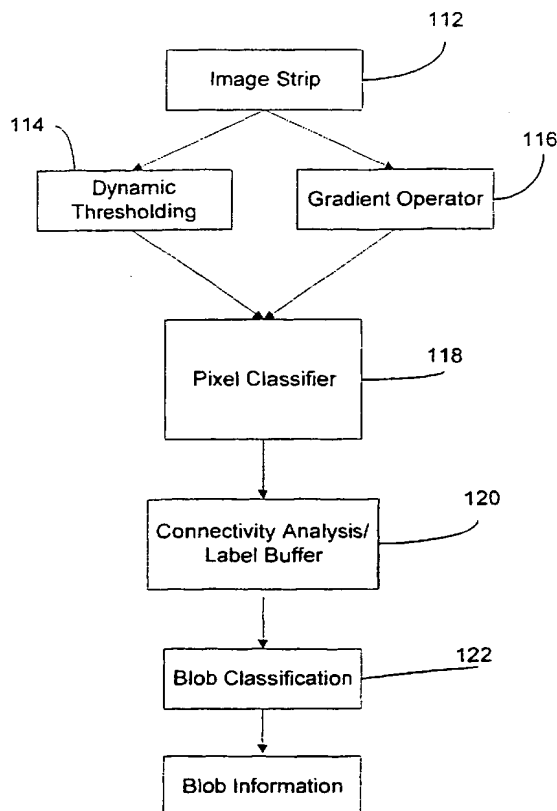 112
Image Strip
114
116
Dynamic
Thresholding
Gradient Operator
Pixel Classifier
118
120
Connectivity Analysis/
Label Buffer
Blob Classification
122
Blob Information